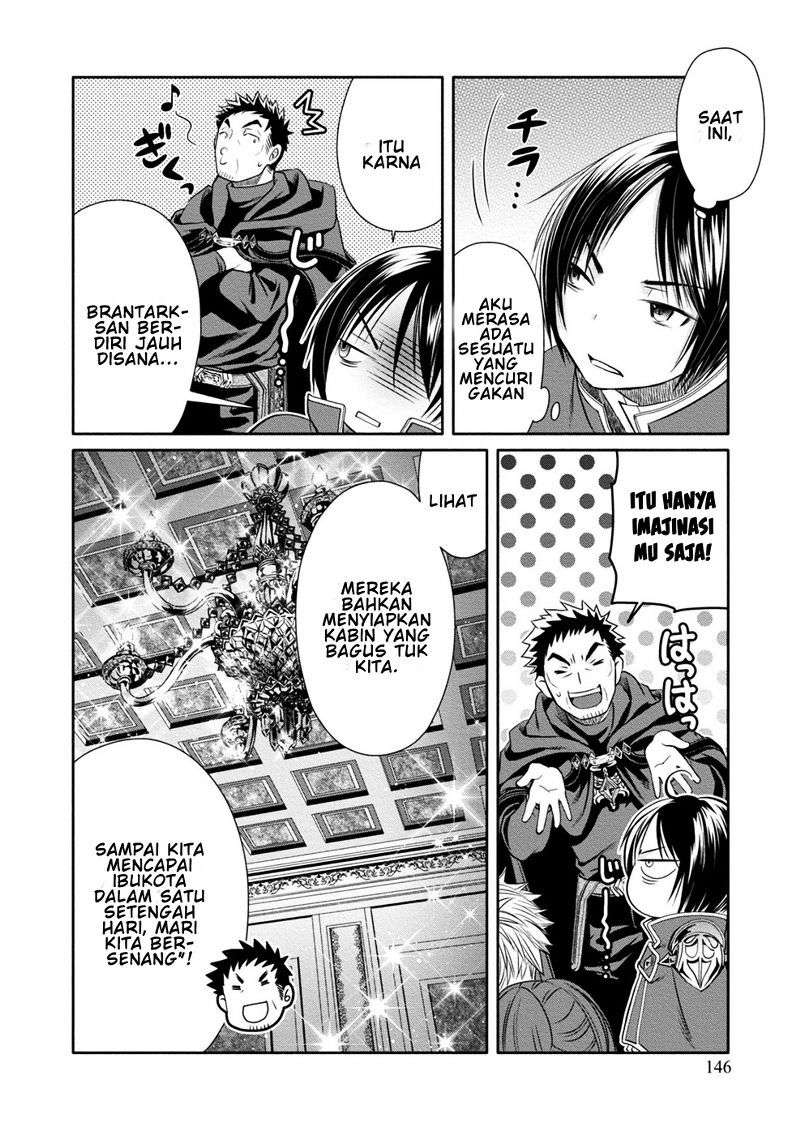 SAAT
INI,
チラ
AKU
MERASA
ADA
SESUATU
YANG
MENCURI
GAKAN
ITU
KARNA
♪
ぎくっ
じー
BRANTARK-
SAN BER-
DIRI JAUH
DISANA...
ITU HANYA
IMAJINASI
MU SAJA!
はっはっ
じー
LIHAT
MEREKA
BAHKAN
MENYIAPKAN
KABIN YANG
BAGUS TUK
KITA.
SAMPAI KITA
MENCAPAI
IBUKOTA
DALAM SATU
SETENGAH
HARI, MARI
KITA BER-
SENANG"!
146